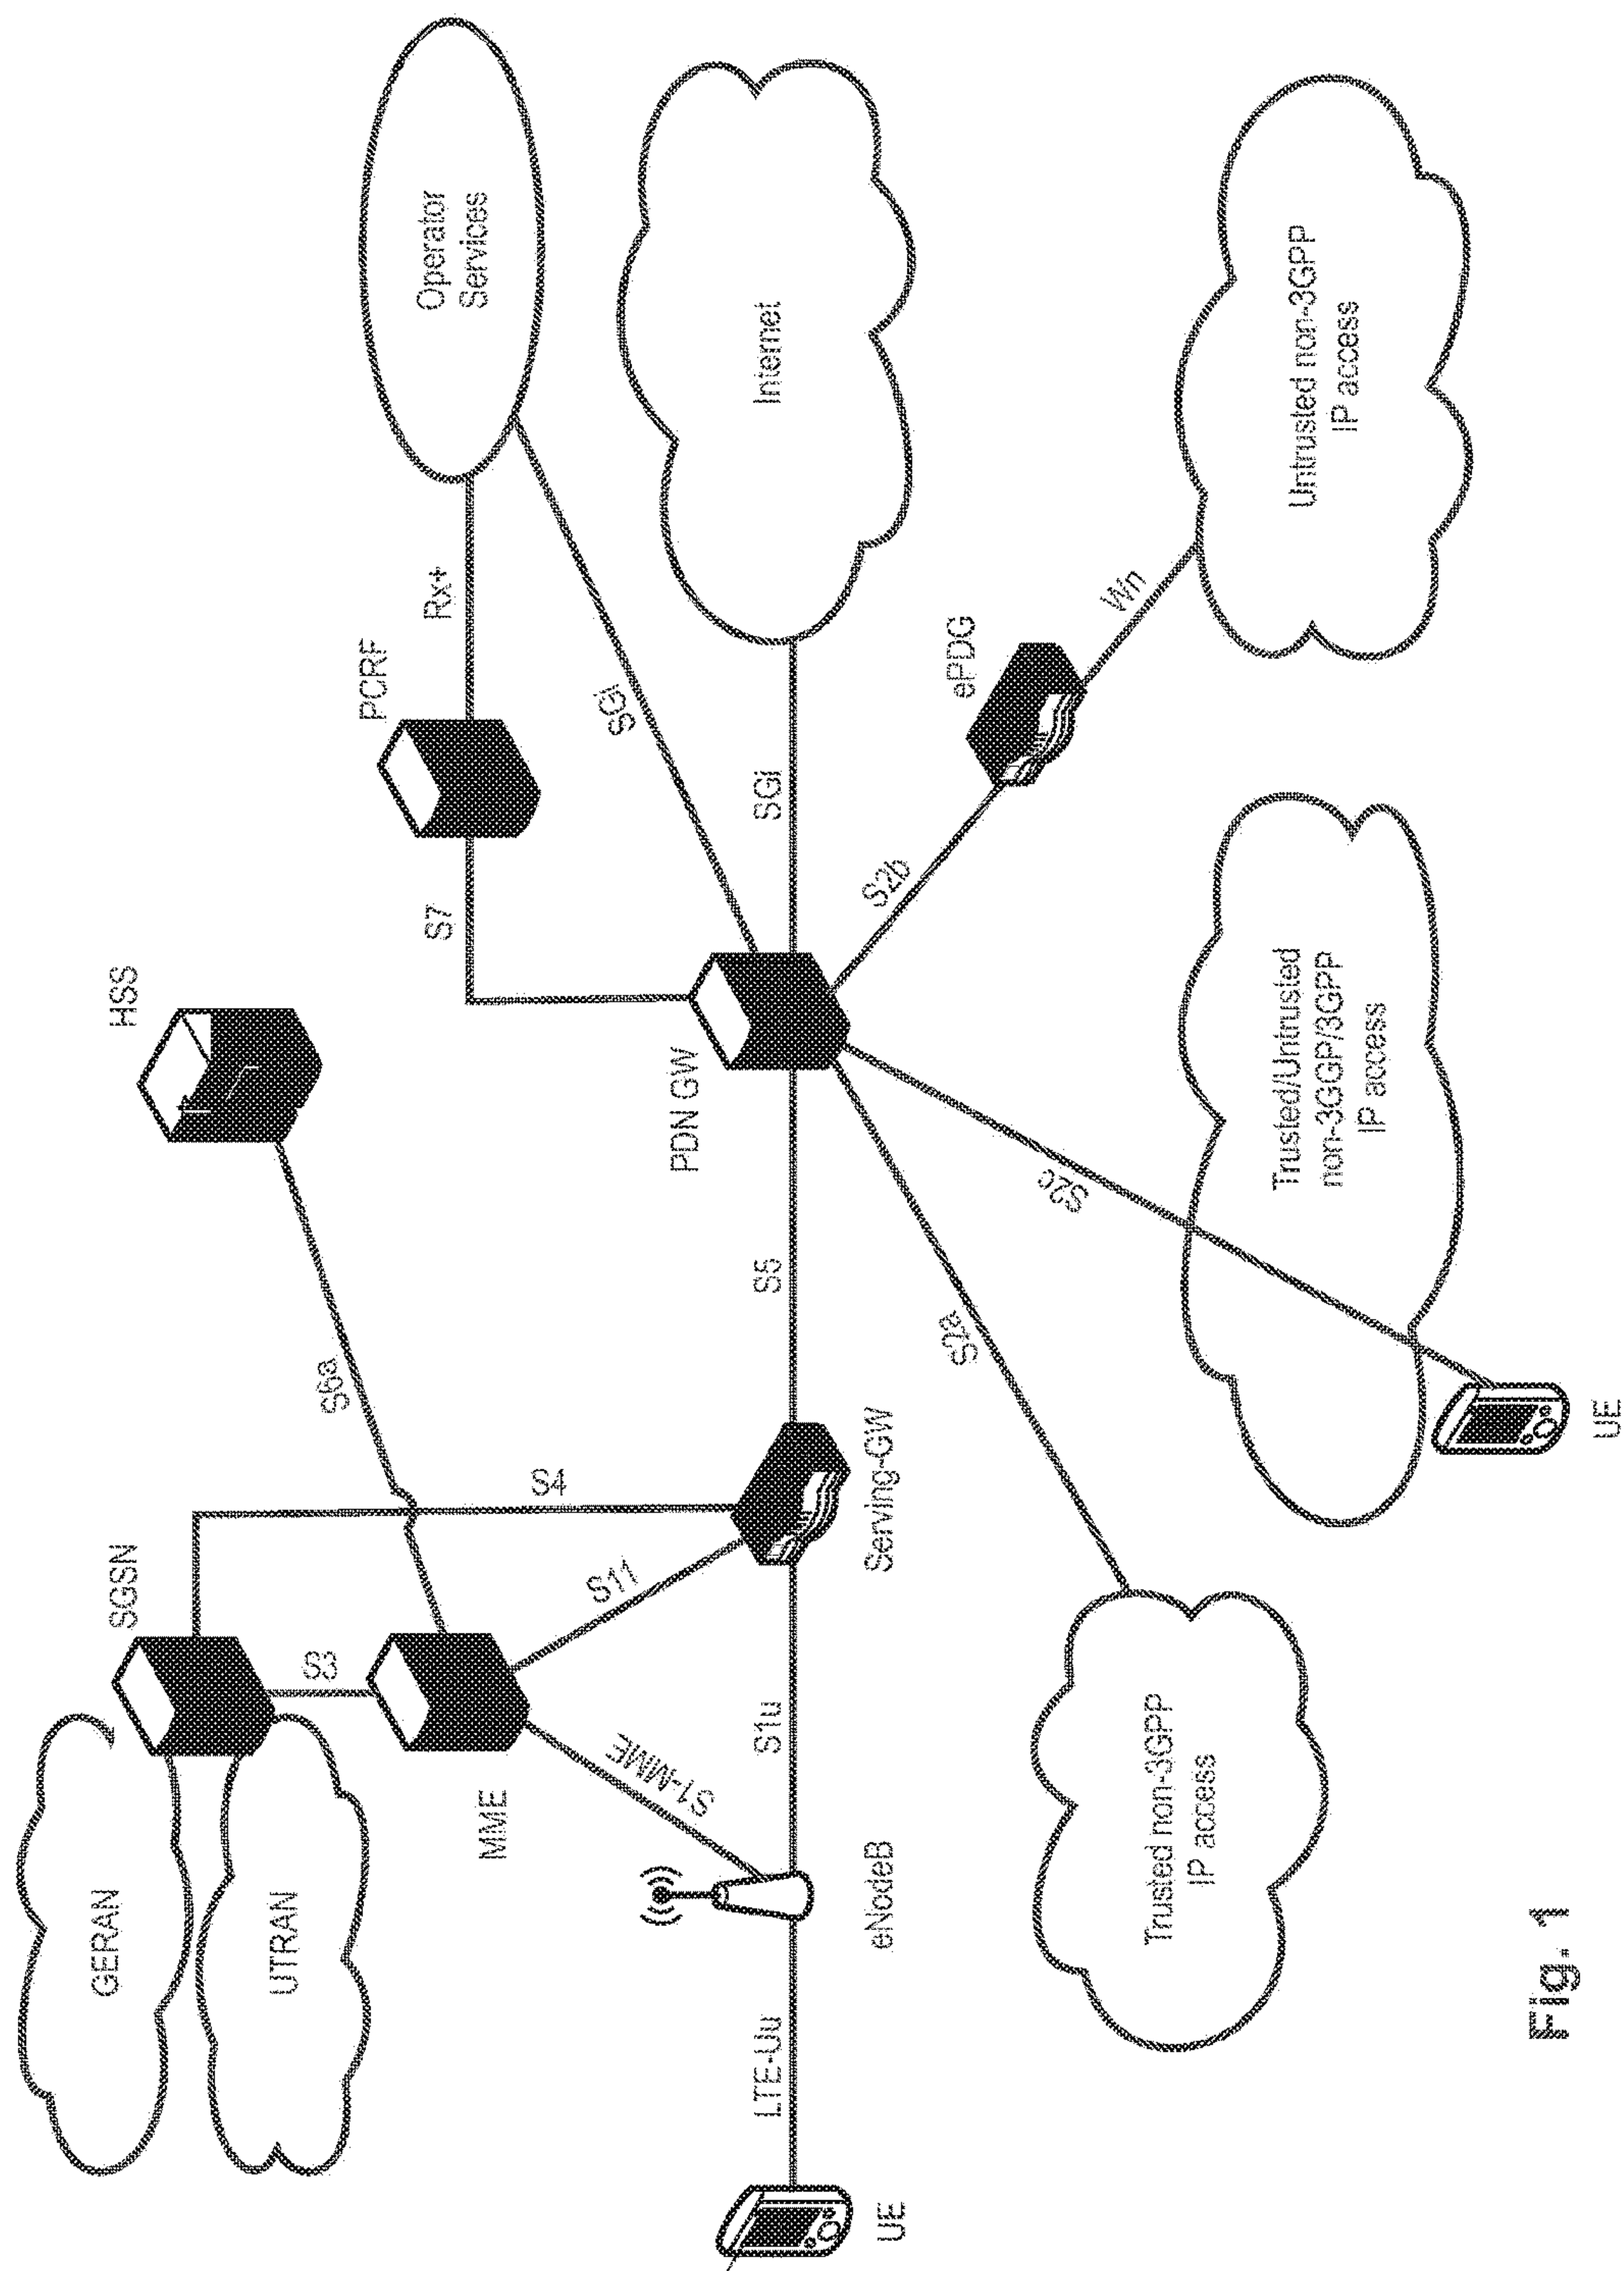 GERAN
UTRAN
SGSN
HSS
S3
S6a
MME
S4
S11
S1-MME
S7
PCRF
Rx+
Operator
Services
SGi
SGi
Internet
UE
LTE-Uu
eNodeB
S1u
Serving-GW
S5
PDN GW
S2a
S2c
S2b
ePDG
Wn
Trusted non-3GPP
IP access
Trusted/Untrusted
non-3GGP/3GPP
IP access
Untrusted non-3GPP
IP access
UE
Fig. 1